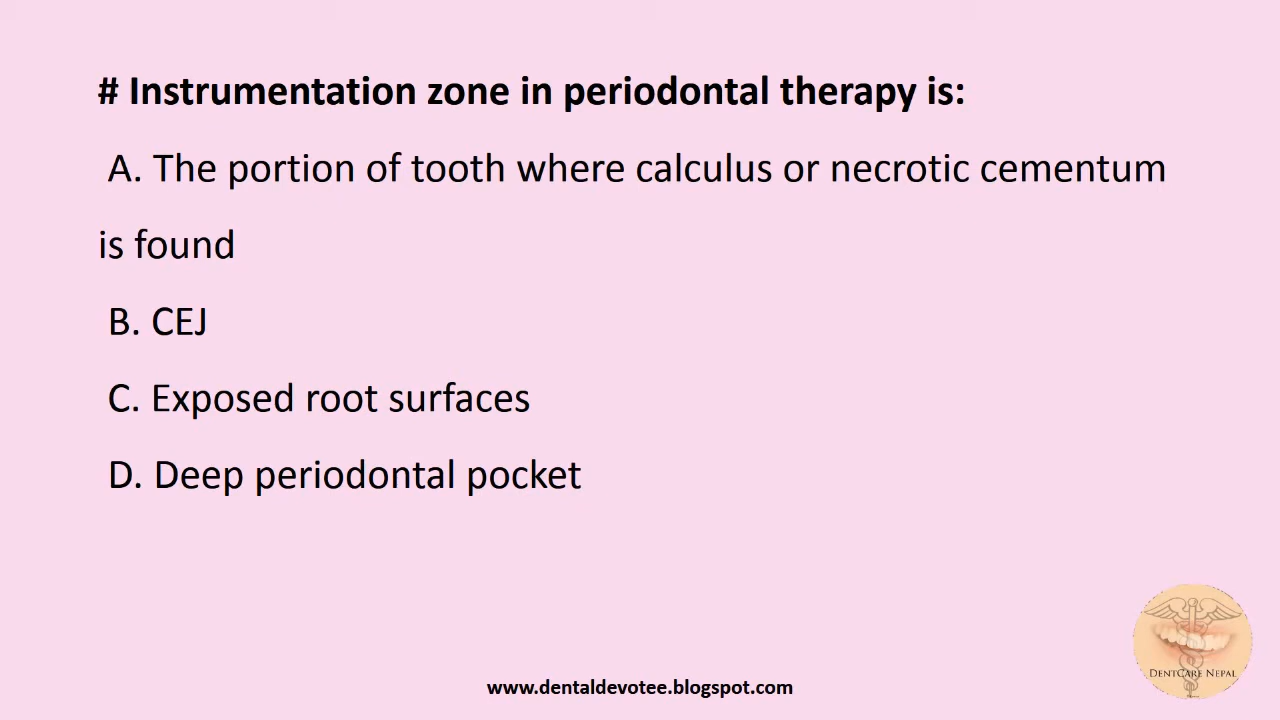 # Instrumentation zone in periodontal therapy is:
A. The portion of tooth where calculus or necrotic cementum
is found
B. CEJ
C. Exposed root surfaces
D. Deep periodontal pocket
DENTCARE NEPAL
www.dentaldevotee.blogspot.com